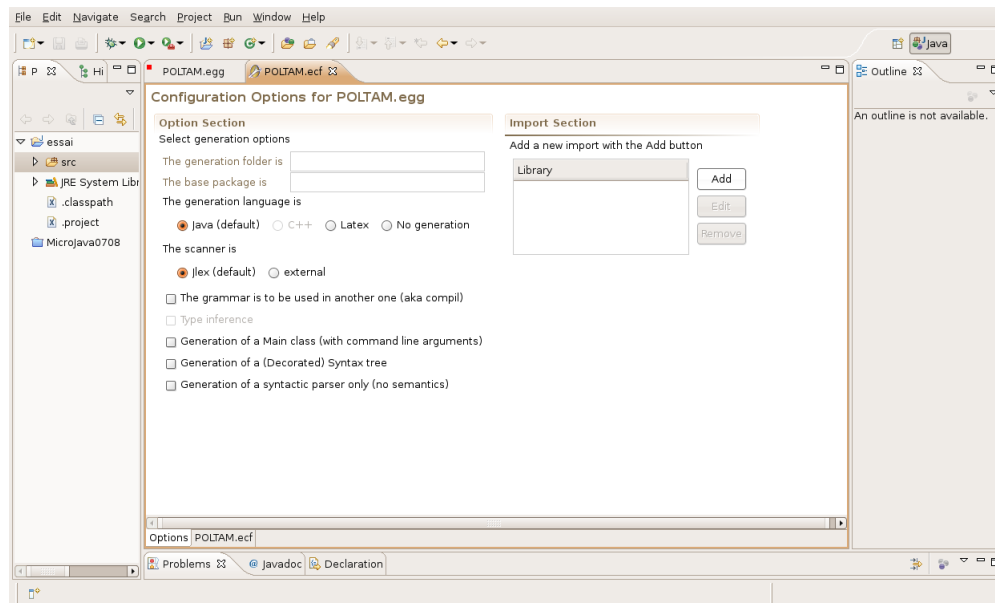 File Edit Navigate Search Project Run Window Help
Java
P
Hi
essai
src
JRE System Libr
.classpath
.project
MicroJava0708
POLTAM.egg POLTAM.ecf
Configuration Options for POLTAM.egg
Option Section
Select generation options
The generation folder is
The base package is
The generation language is
Java (default) C++ Latex No generation
The scanner is
Jlex (default) external
The grammar is to be used in another one (aka compil)
Type inference
Generation of a Main class (with command line arguments)
Generation of a (Decorated) Syntax tree
Generation of a syntactic parser only (no semantics)
Import Section
Add a new import with the Add button
Library
Add
Edit
Remove
Options POLTAM.ecf
Outline
An outline is not available.
Problems @ Javadoc Declaration